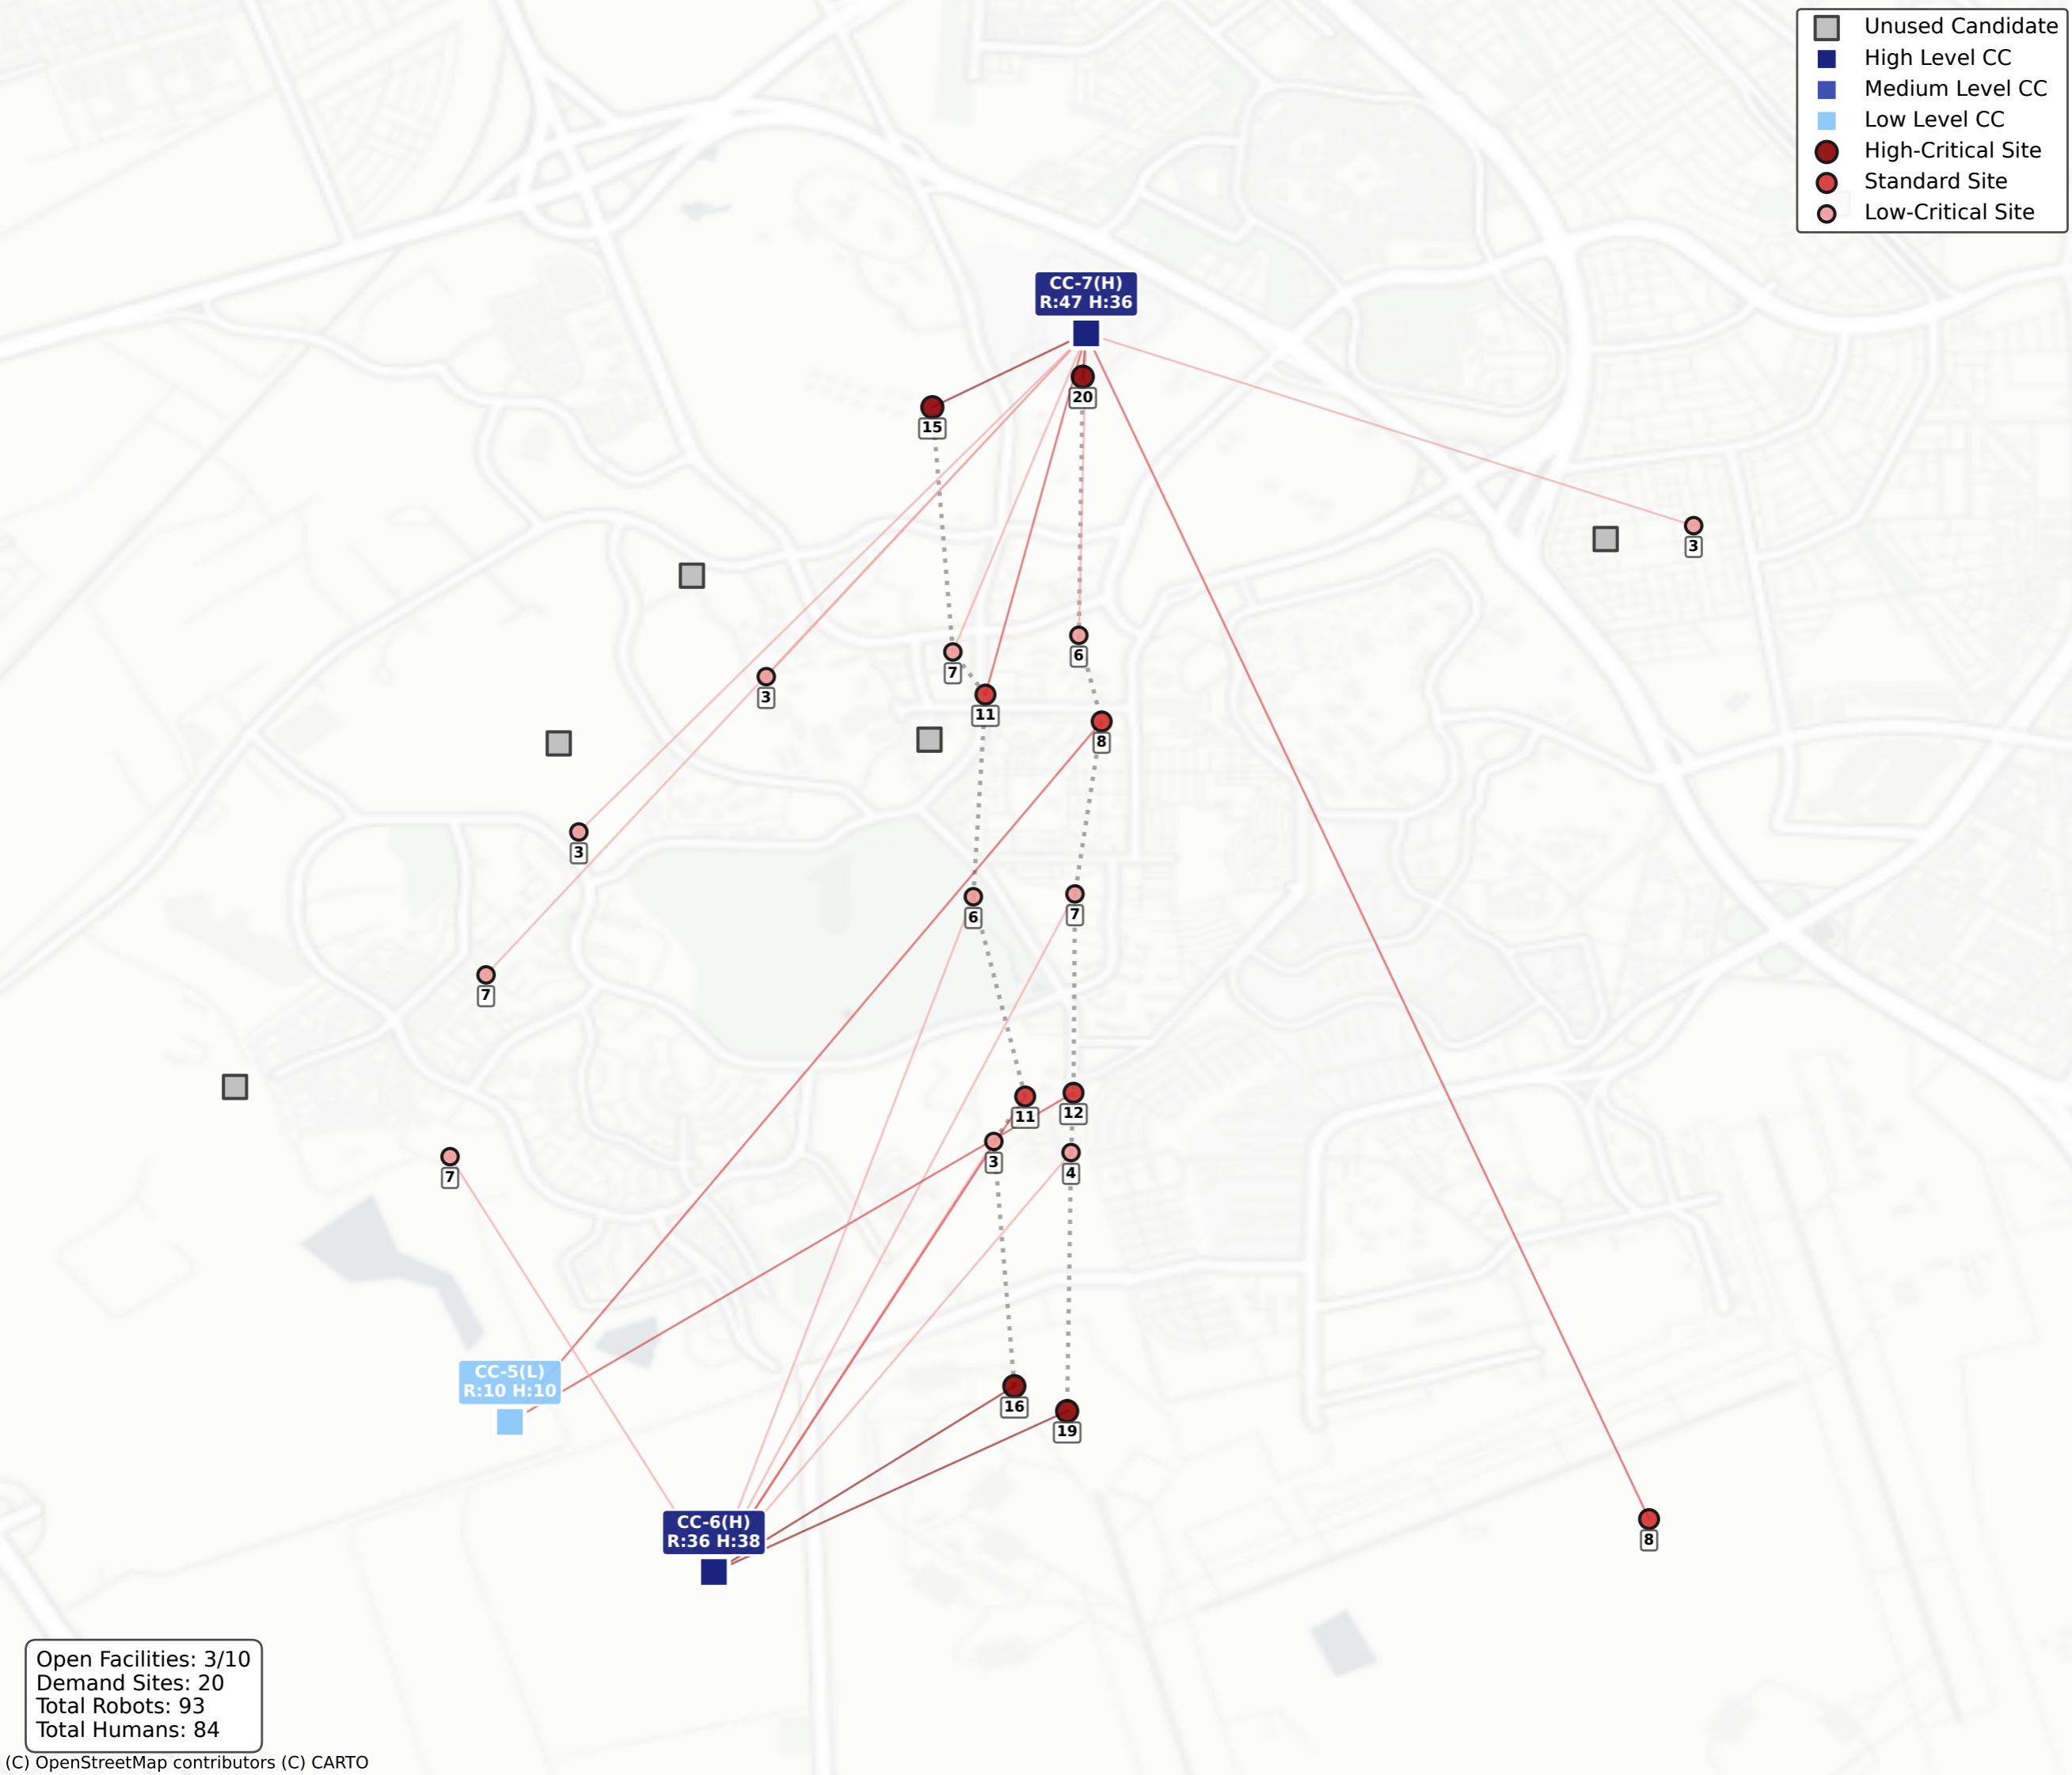 Unused Candidate
High Level CC
Medium Level CC
Low Level CC
High-Critical Site
Standard Site
Low-Critical Site
CC-7(H)
R:47 H:36
20
15
3
7
6
3
11
8
3
6
7
7
11
12
3
4
7
CC-5(L)
R:10 H:10
16
19
CC-6(H)
R:36 H:38
8
Open Facilities: 3/10
Demand Sites: 20
Total Robots: 93
Total Humans: 84
(C) OpenStreetMap contributors (C) CARTO